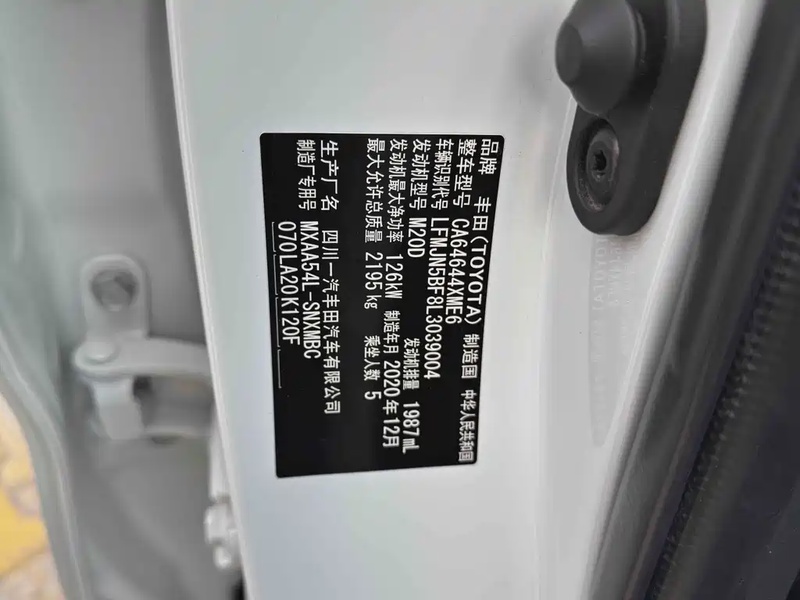 品牌 丰田(TOYOTA) 制造国 中华人民共和国
整车型号 CA64644XME6
车辆识别代号 LFMJN5BF8L3039004
发动机型号 M20D 发动机排量 1987mL
发动机最大净功率 126kW 制造年月 2020年12月
最大允许总质量 2195kg 乘坐人数 5
生产厂名 四川一汽丰田汽车有限公司
制造厂专用号 MXAA54L-SNXMBC
070LA20K120F